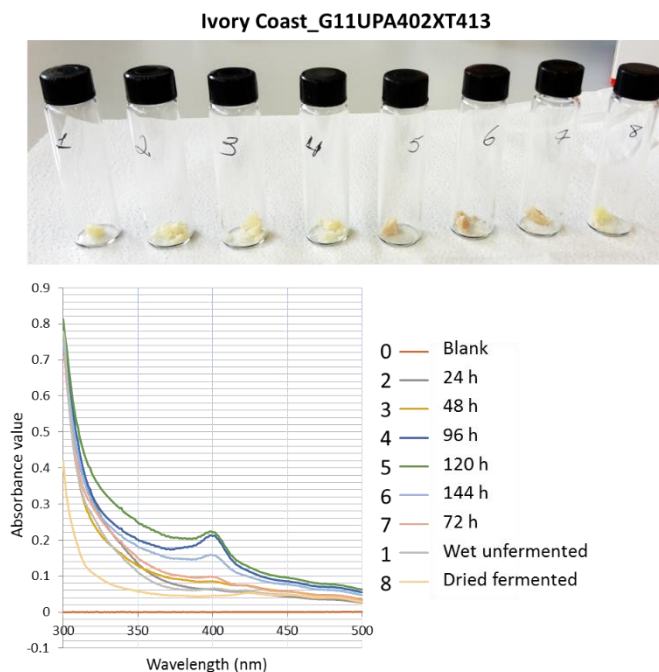 Ivory Coast_G11UPA402XT413
1 2 3 4 5 6 7 8
0.9
0.8
0.7
0.6
0.5
0.4
0.3
0.2
0.1
0
-0.1
300 350 400 450 500
Absorbance value
Wavelength (nm)
0 Blank
2 24 h
3 48 h
4 96 h
5 120 h
6 144 h
7 72 h
1 Wet unfermented
8 Dried fermented